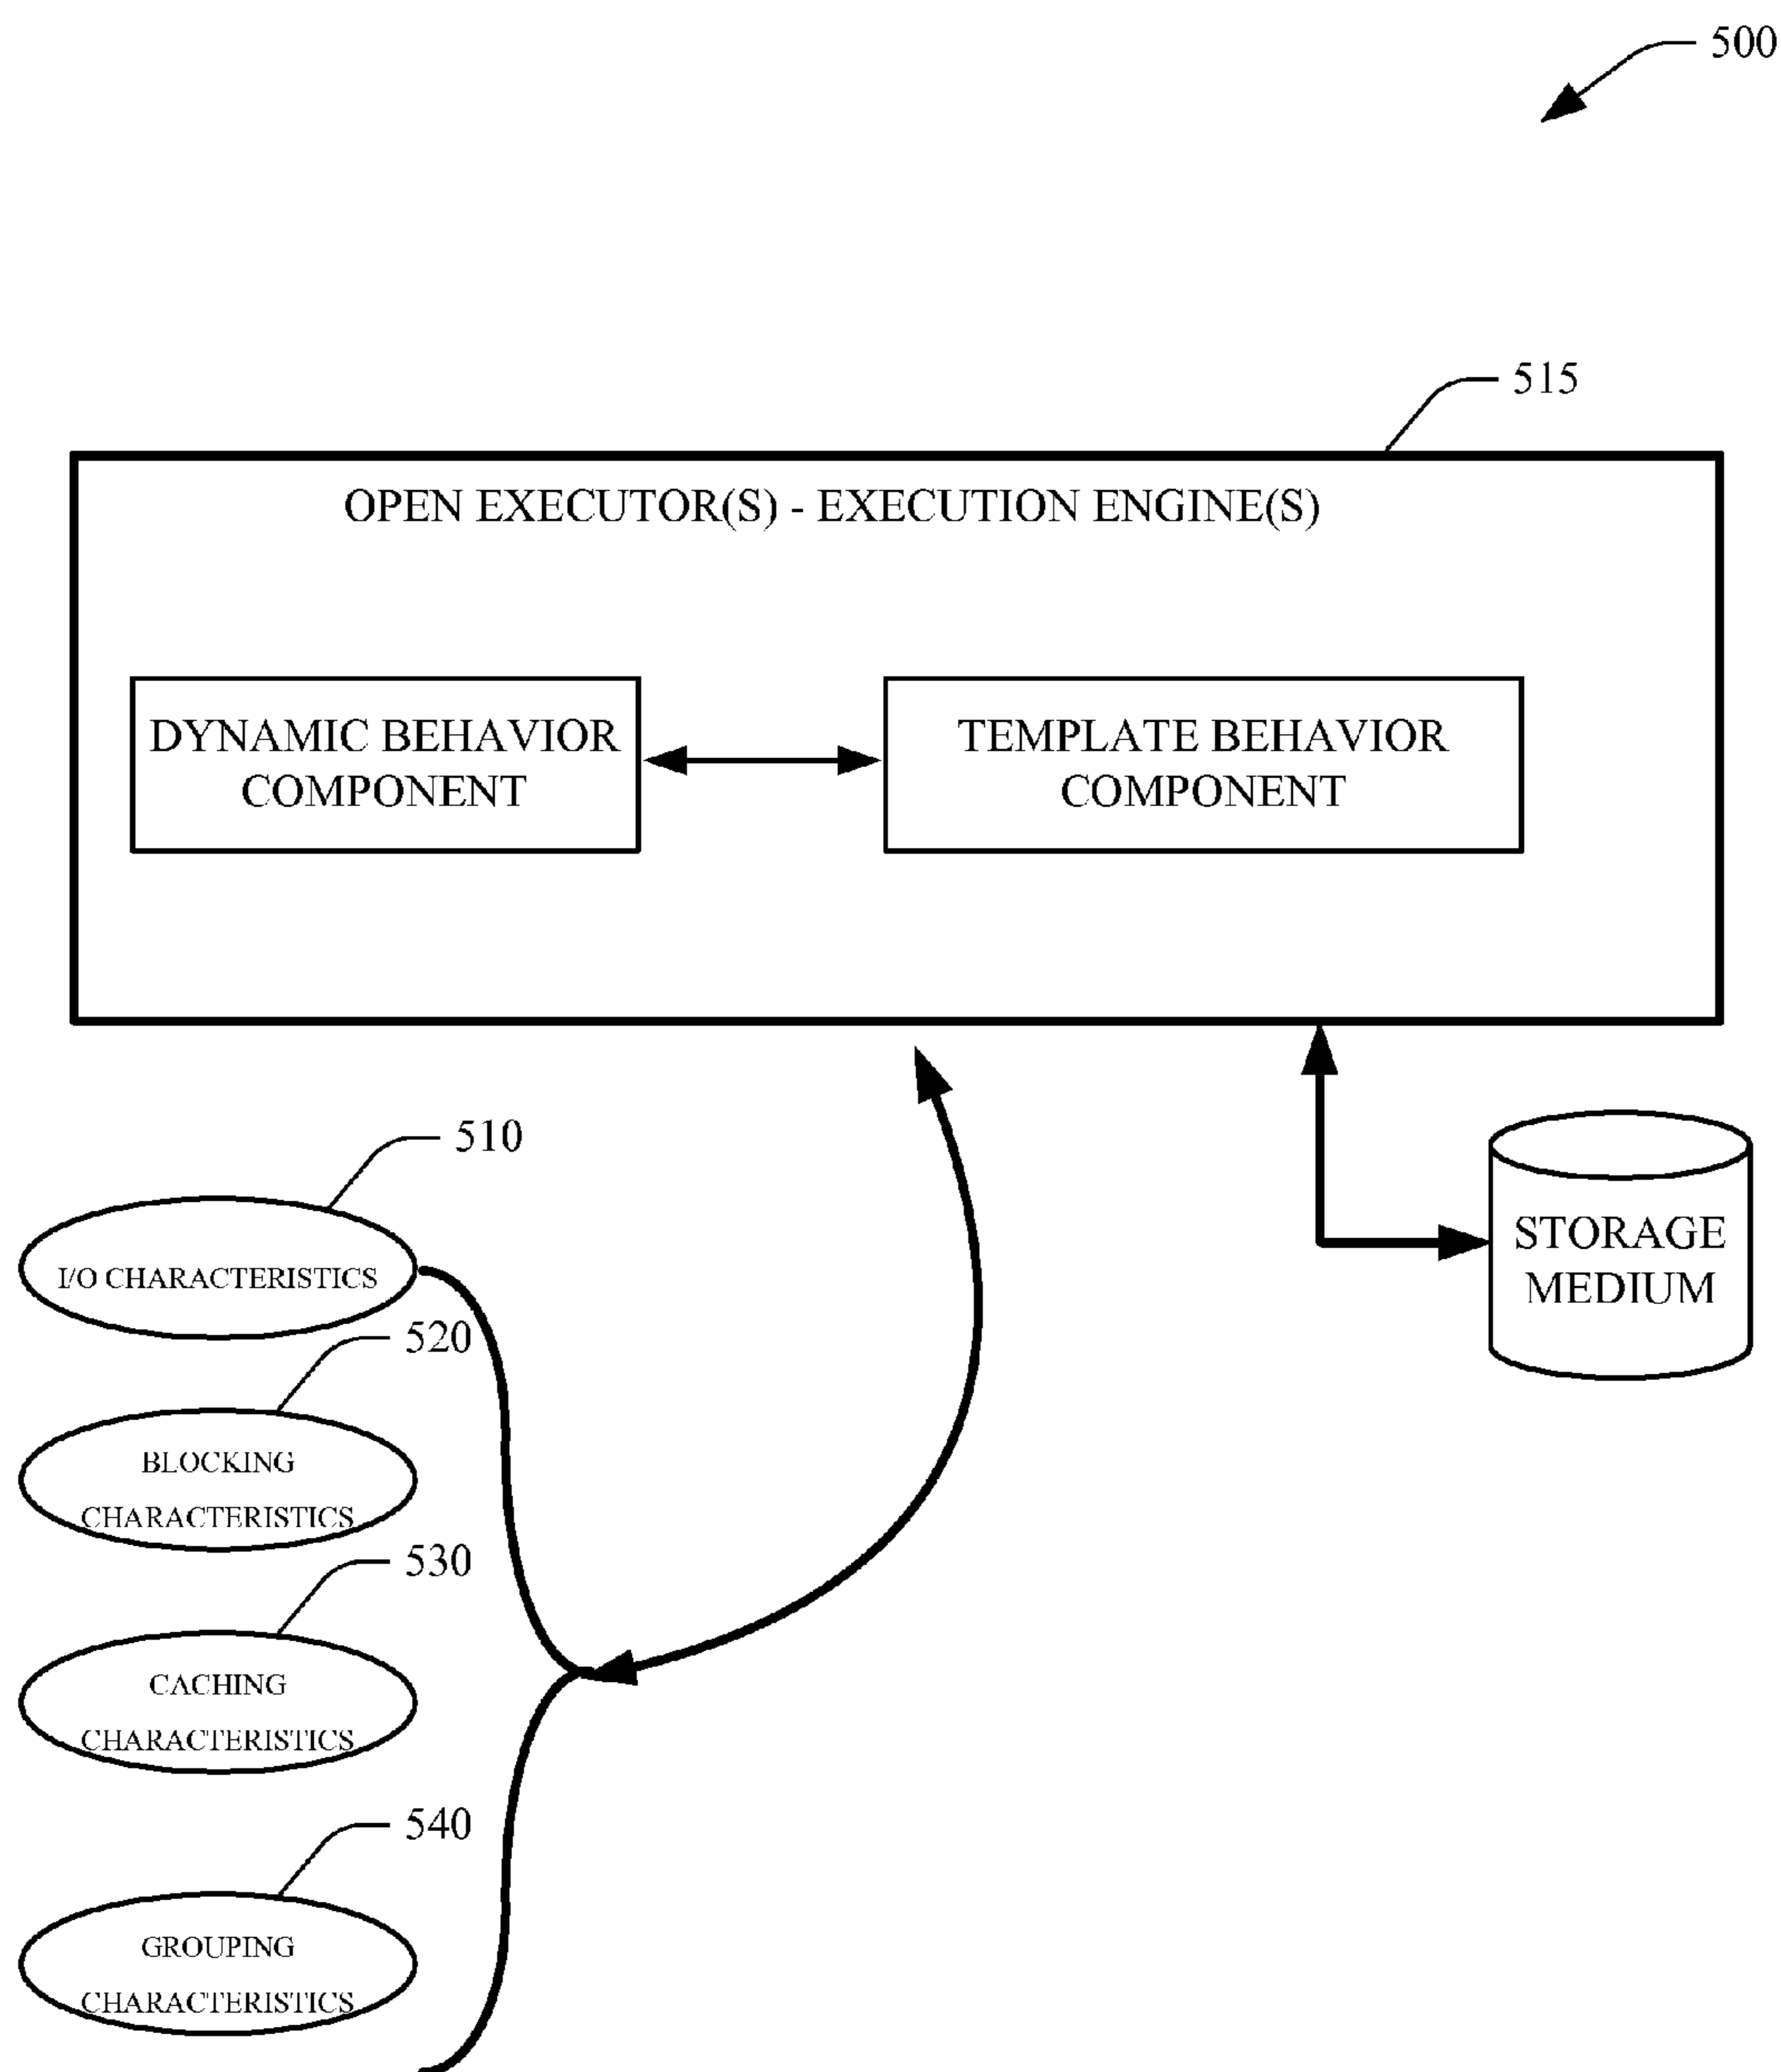 500
515
OPEN EXECUTOR(S) - EXECUTION ENGINE(S)
DYNAMIC BEHAVIOR
COMPONENT
TEMPLATE BEHAVIOR
COMPONENT
510
I/O CHARACTERISTICS
STORAGE
MEDIUM
520
BLOCKING
CHARACTERISTICS
530
CACHING
CHARACTERISTICS
540
GROUPING
CHARACTERISTICS